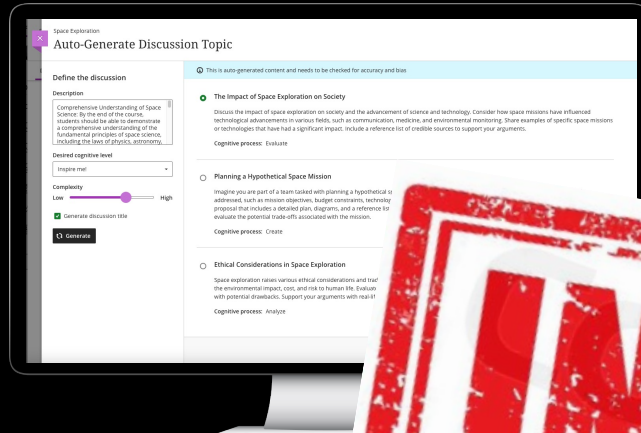 Space Exploration
Auto-Generate Discussion Topic
Define the discussion
Description
Comprehensive Understanding of Space
Science: By the end of the course,
students should be able to demonstrate
a comprehensive understanding of the
fundamental principles of space science,
including the laws of physics, astronomy,
Desired cognitive level
Inspire me!
Complexity
Low
High
Generate discussion title
Generate
This is auto-generated content and needs to be checked for accuracy and bias
The Impact of Space Exploration on Society
Discuss the impact of space exploration on society and the advancement of science and technology. Consider how space missions have influenced
technological advancements in various fields, such as communication, medicine, and environmental monitoring. Share examples of specific space missions
or technologies that have had a significant impact. Include a reference list of credible sources to support your arguments.
Cognitive process: Evaluate
Planning a Hypothetical Space Mission
Imagine you are part of a team tasked with planning a hypothetical
addressed, such as mission objectives, budget constraints,
proposal that includes a detailed plan, diagrams, and a reference
evaluate the potential trade-offs associated with the mission.
Cognitive process: Create
Ethical Considerations in Space Exploration
Space exploration raises various ethical considerations and
the environmental impact, cost, and risk to human life.
with potential drawbacks. Support your arguments with
Cognitive process: Analyze